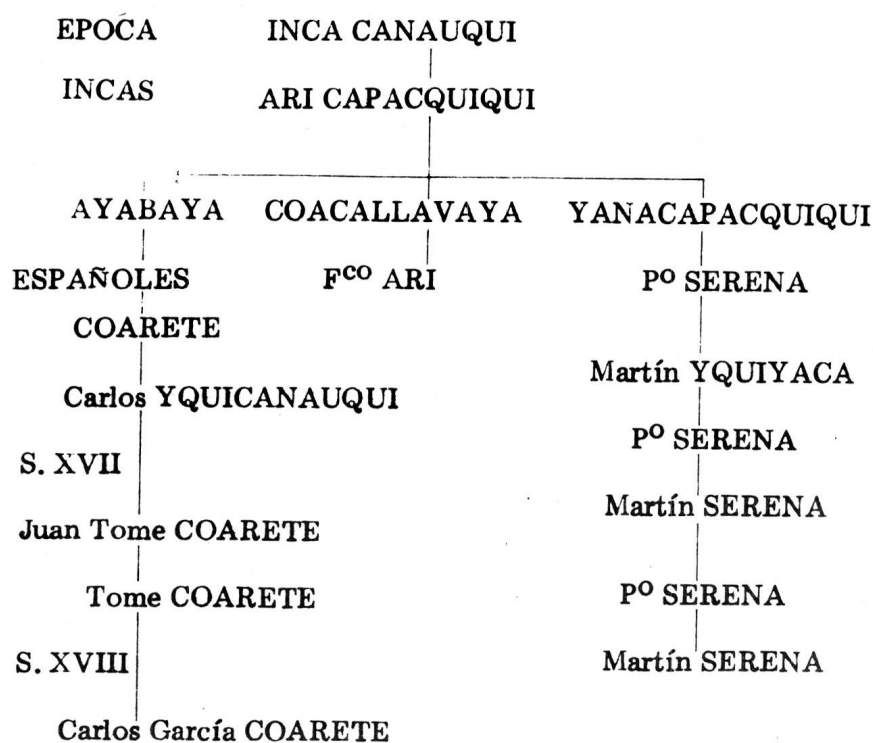 EPOCA INCA CANAUQUI
INCAS ARI CAPACQUIQUI
AYABAYA COACALLAVAYA YANACAPACQUIQUI
ESPAÑOLES Fco ARI PO SERENA
COARETE
Martín YQUIYACA
Carlos YQUICANAUQUI
PO SERENA
S. XVII
Martín SERENA
Juan Tome COARETE
Tome COARETE PO SERENA
S. XVIII Martín SERENA
Carlos García COARETE